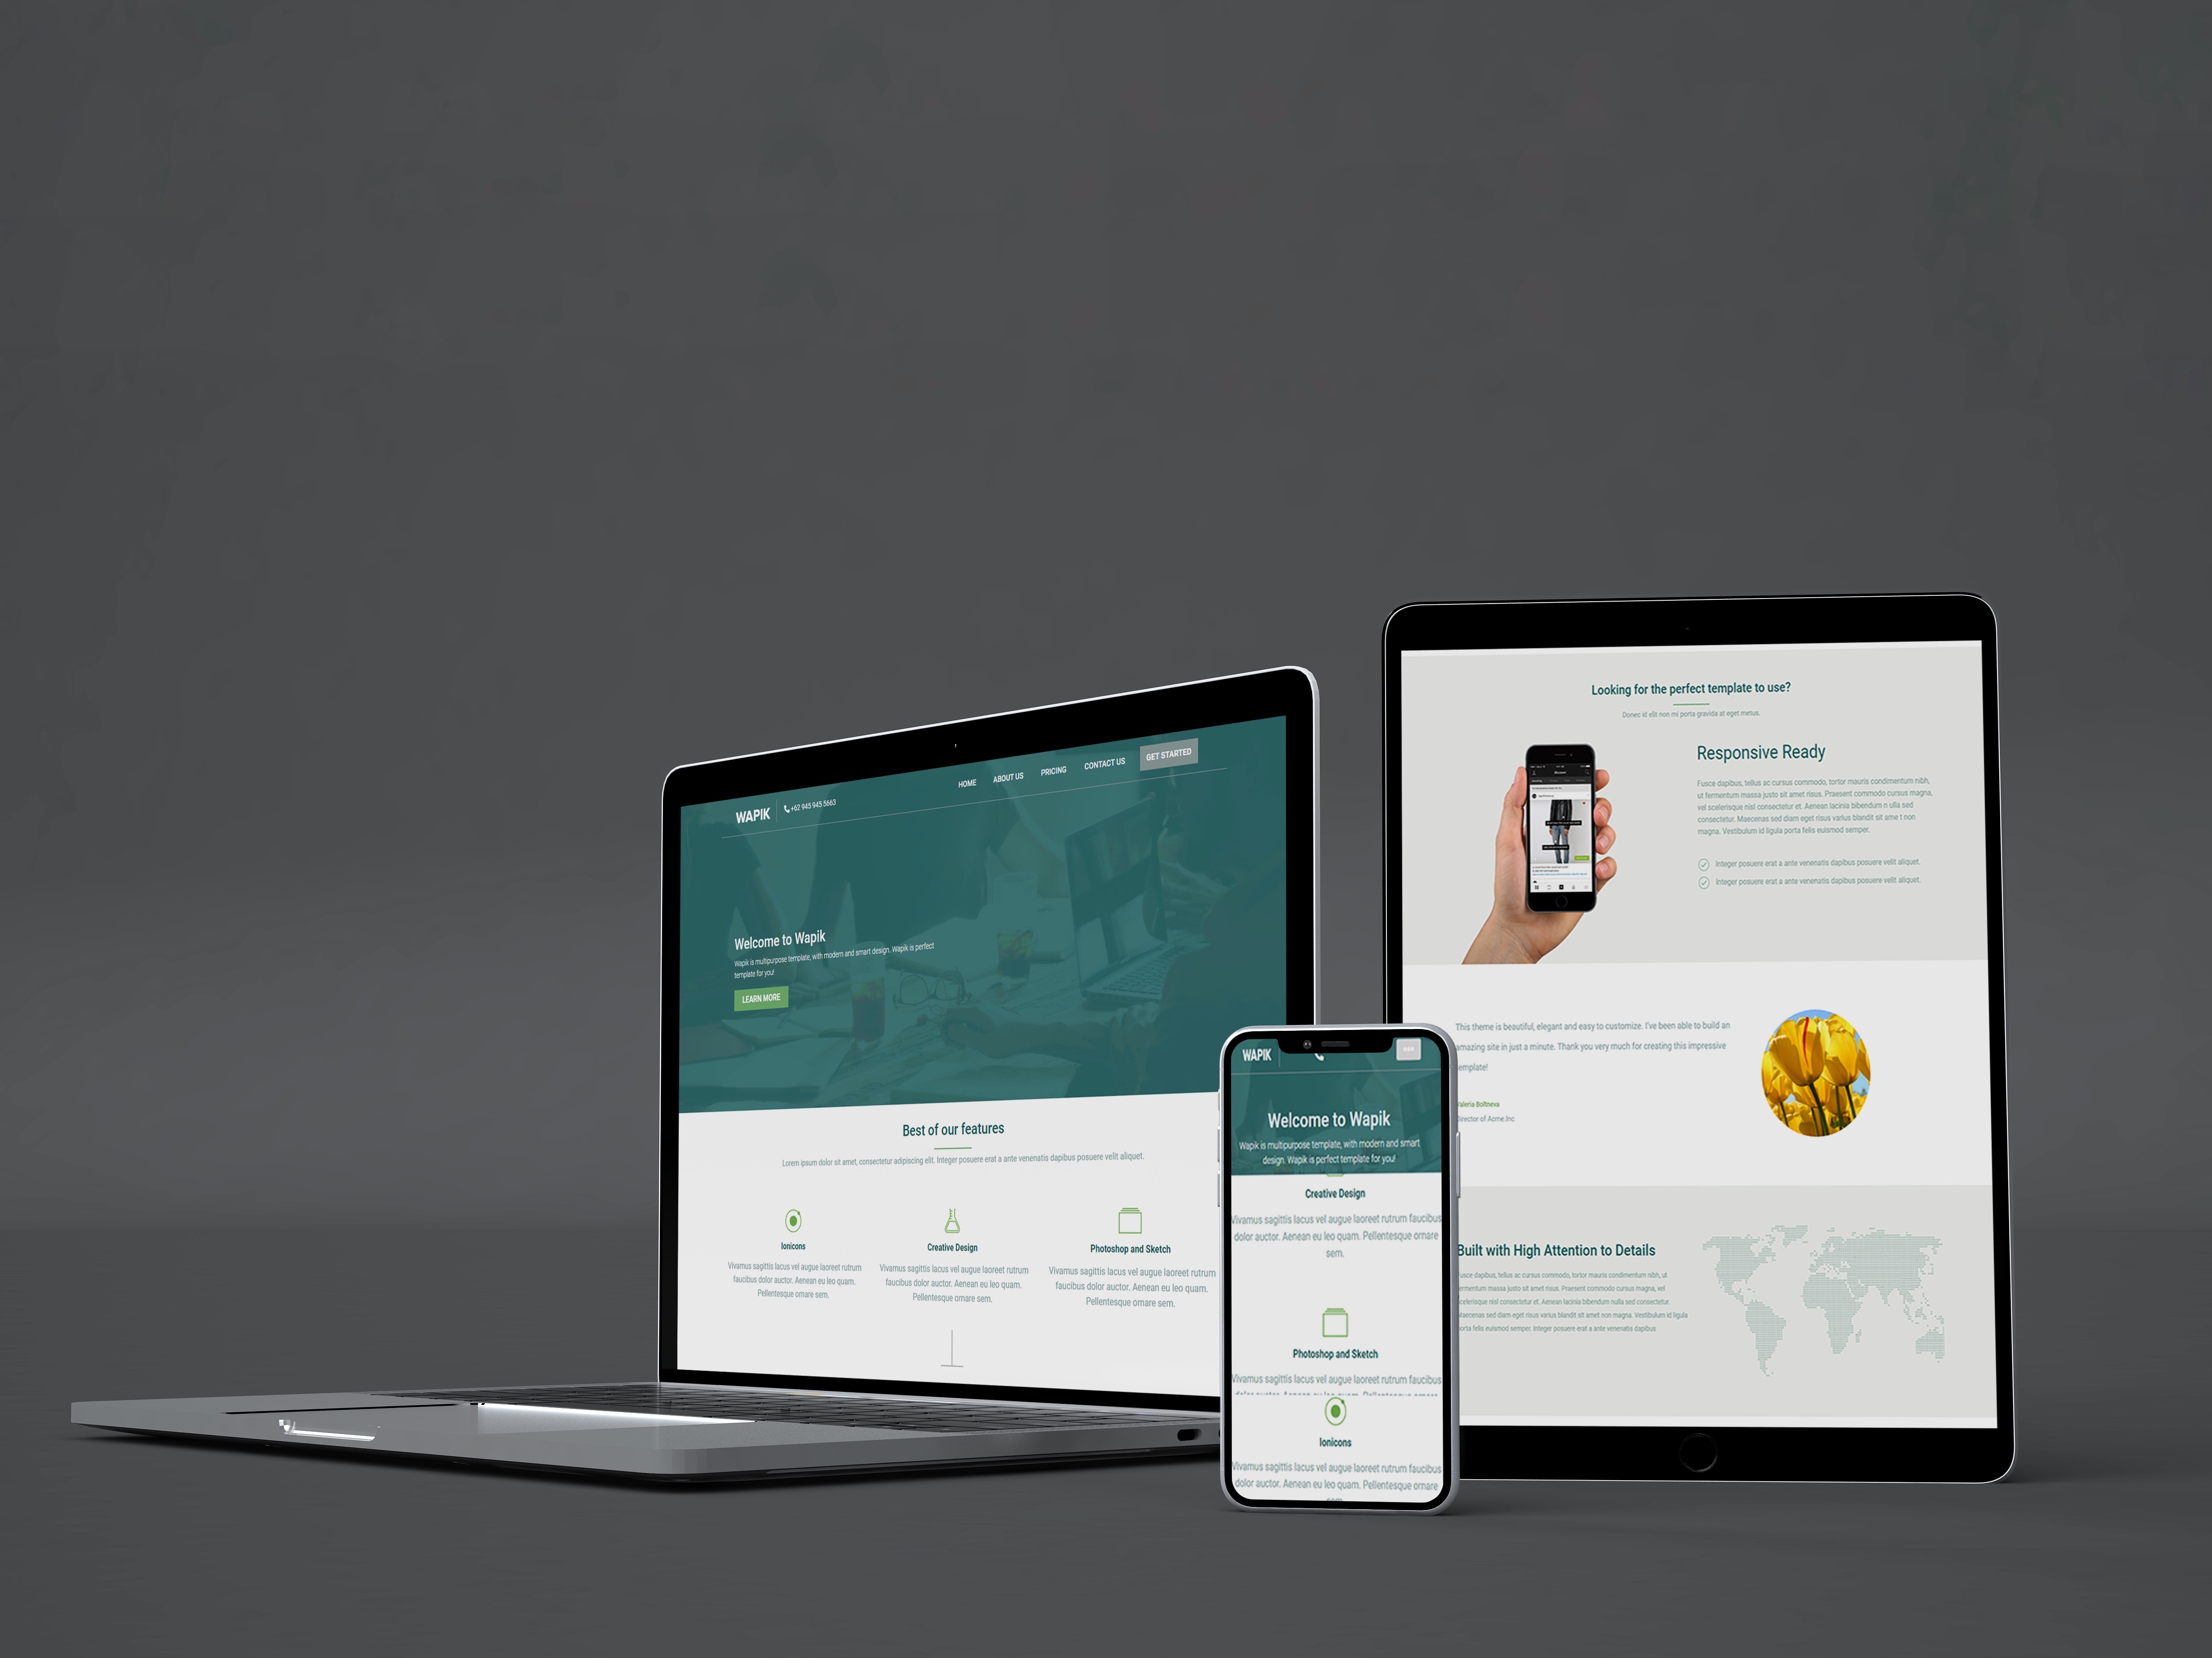 WAPIK
+62 945 945 5663
HOME
ABOUT US
PRICING
CONTACT US
GET STARTED
Welcome to Wapik
Wapik is multipurpose template, with modern and smart design. Wapik is perfect
template for you!
LEARN MORE
Best of our features
Lorem ipsum dolor sit amet, consectetur adipiscing elit. Integer posuere erat a ante venenatis dapibus posuere velit aliquet.
Ionicons
Vivamus sagittis lacus vel augue laoreet rutrum
faucibus dolor auctor. Aenean eu leo quam.
Pellentesque ornare sem.
Creative Design
Vivamus sagittis lacus vel augue laoreet rutrum
faucibus dolor auctor. Aenean eu leo quam.
Pellentesque ornare sem.
Photoshop and Sketch
Vivamus sagittis lacus vel augue laoreet rutrum
faucibus dolor auctor. Aenean eu leo quam.
Pellentesque ornare sem.
WAPIK
Welcome to Wapik
Wapik is multipurpose template, with modern and smart
design. Wapik is perfect template for you!
Creative Design
Vivamus sagittis lacus vel augue laoreet rutrum faucibus
dolor auctor. Aenean eu leo quam. Pellentesque ornare
sem.
Photoshop and Sketch
Vivamus sagittis lacus vel augue laoreet rutrum faucibus
dolor auctor. Aenean eu leo quam. Pellentesque ornare
Ionicons
Vivamus sagittis lacus vel augue laoreet rutrum faucibus
dolor auctor. Aenean eu leo quam. Pellentesque ornare
Looking for the perfect template to use?
Donec id elit non mi porta gravida at eget metus.
Responsive Ready
Fusce dapibus, tellus ac cursus commodo, tortor mauris condimentum nibh,
ut fermentum massa justo sit amet risus. Praesent commodo cursus magna,
vel scelerisque nisl consectetur et. Aenean lacinia bibendum n ulla sed
consectetur. Maecenas sed diam eget risus varius blandit sit ame t non
magna. Vestibulum id ligula porta felis euismod semper.
Integer posuere erat a ante venenatis dapibus posuere velit aliquet.
Integer posuere erat a ante venenatis dapibus posuere velit aliquet.
This theme is beautiful, elegant and easy to customize. I've been able to build an
amazing site in just a minute. Thank you very much for creating this impressive
template!
Valeria Boltneva
Director of Acme.Inc
Built with High Attention to Details
Fusce dapibus, tellus ac cursus commodo, tortor mauris condimentum nibh, ut
fermentum massa justo sit amet risus. Praesent commodo cursus magna, vel
scelerisque nisl consectetur et. Aenean lacinia bibendum nulla sed consectetur.
Maecenas sed diam eget risus varius blandit sit amet non magna. Vestibulum id ligula
porta felis euismod semper. Integer posuere erat a ante venenatis dapibus